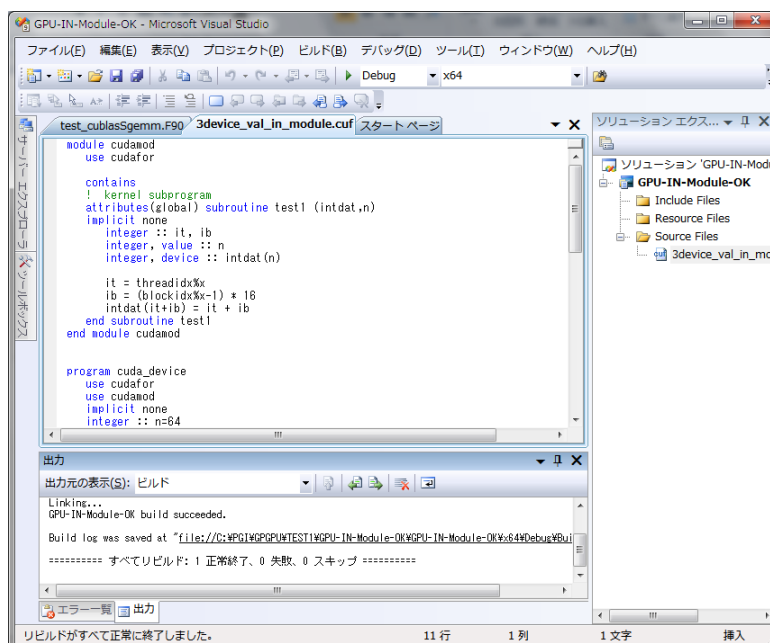 GPU-IN-Module-OK - Microsoft Visual Studio
ファイル(F) 編集(E) 表示(V) プロジェクト(P) ビルド(B) デバッグ(D) ツール(T) ウィンドウ(W) ヘルプ(H)
Debug x64
test_cublasSgemm.F90 3device_val_in_module.cuf スタート ページ
サーバー エクスプローラ
ツールボックス
module cudamod
use cudafor
contains
! kernel subprogram
attributes(global) subroutine test1 (intdat,n)
implicit none
integer :: it, ib
integer, value :: n
integer, device :: intdat(n)
it = threadidx%x
ib = (blockidx%x-1) * 16
intdat(it+ib) = it + ib
end subroutine test1
end module cudamod
program cuda_device
use cudafor
use cudamod
implicit none
integer :: n=64
ソリューション エクス...
ソリューション 'GPU-IN-Modu
GPU-IN-Module-OK
Include Files
Resource Files
Source Files
3device_val_in_mo
出力
出力元の表示(S): ビルド
Linking...
GPU-IN-Module-OK build succeeded.
Build log was saved at "file://C:¥PGI¥GPGPU¥TEST1¥GPU-IN-Module-OK¥GPU-IN-Module-OK¥x64¥Debug¥Bui
========== すべてリビルド: 1 正常終了、0 失敗、0 スキップ ==========
エラー一覧 出力
リビルドがすべて正常に終了しました。 11 行 1 列 1 文字 挿入